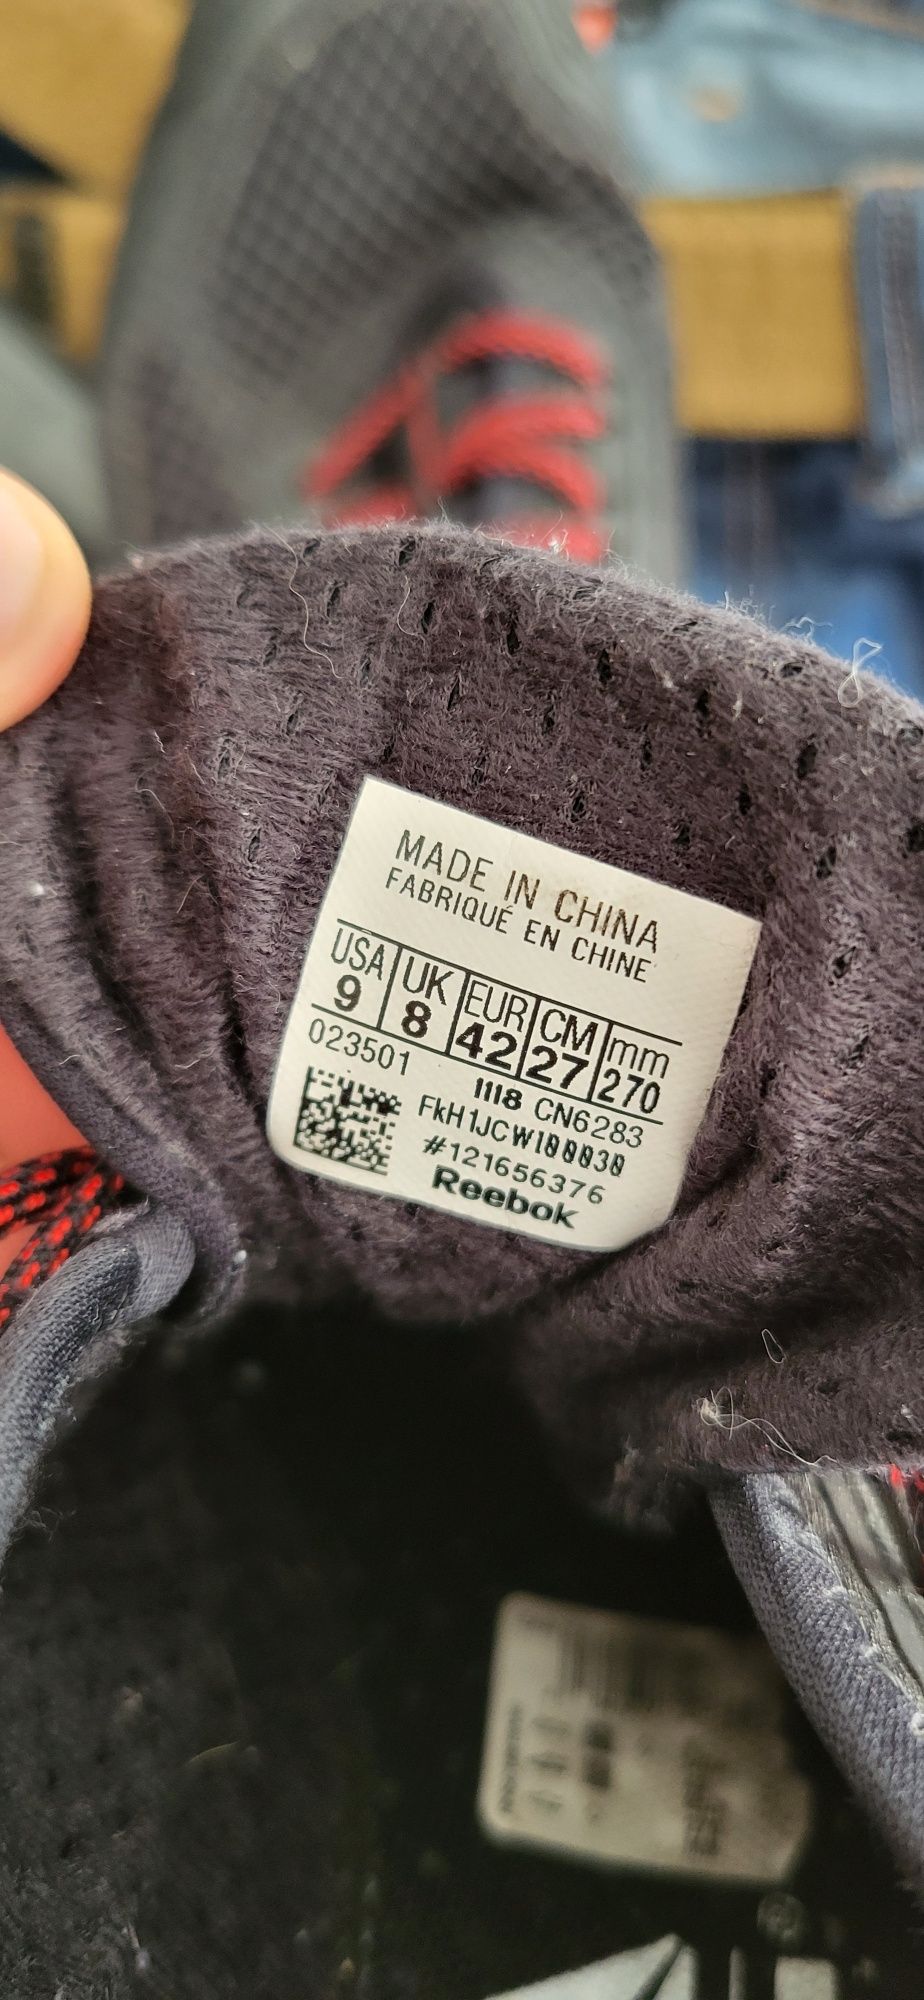 MADE IN CHINA
FABRIQUÉ EN CHINE
USA UK EUR CM mm
9 8 42 27 270
023501 1118 CN6283
FkH1JCWI00030
#121656376
Reebok